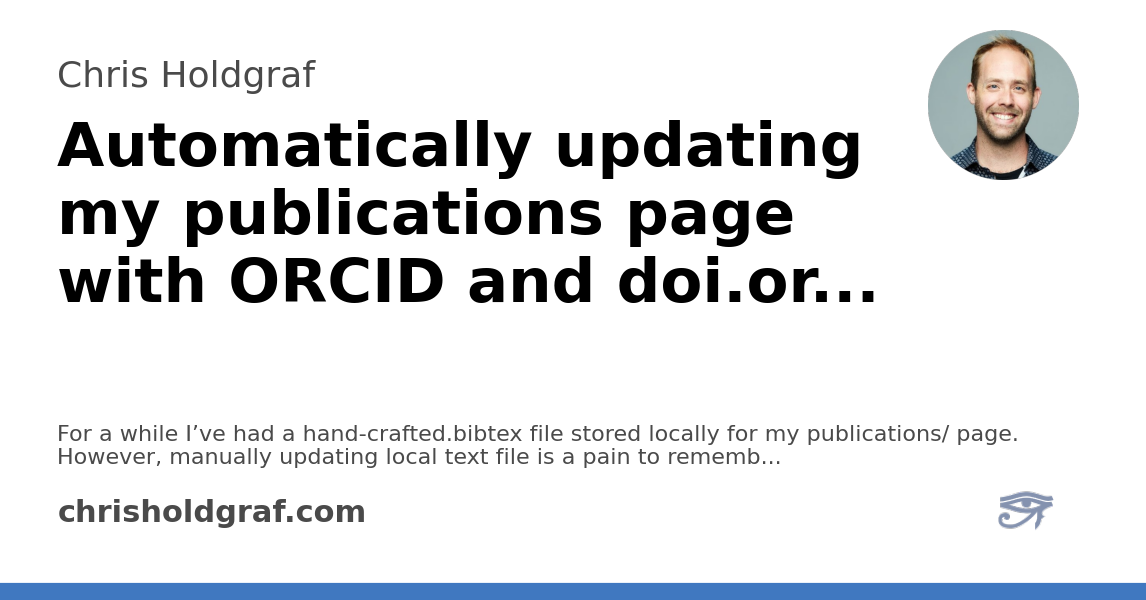 Chris Holdgraf
Automatically updating
my publications page
with ORCID and doi.or...
For a while I’ve had a hand-crafted.bibtex file stored locally for my publications/ page.
However, manually updating local text file is a pain to rememb...
chrisholdgraf.com